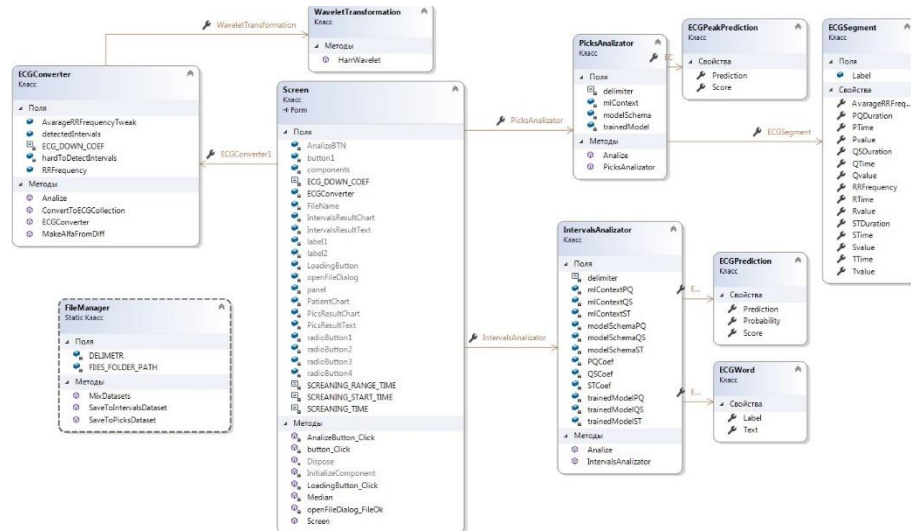 WaveletTransformation
WaveletTransformation
Класс
Методы
HarrWavelet
ECGConverter
Класс
Поля
AvarageRRFrequencyTweak
detectedIntervals
ECG_DOWN_COEF
hardToDetectIntervals
RRFrequency
Методы
Analize
ConvertToECGCollection
ECGConverter
MakeAlfaFromDiff
ECGConverter1
FileManager
Static Класс
Поля
DELIMETR
FIlES_FOLDER_PATH
Методы
MixDatasets
SaveToIntervalsDataset
SaveToPicksDataset
Screen
Класс
Form
Поля
AnalizeBTN
button1
components
ECG_DOWN_COEF
ECGConverter
FileName
IntervalsResultChart
IntervalsResultText
label1
label2
LoadingButton
openFileDialog
panel
PatientChart
PicsResultChart
PicsResultText
radioButton1
radioButton2
radioButton3
radioButton4
SCREANING_RANGE_TIME
SCREANING_START_TIME
SCREANING_TIME
Методы
AnalizeButton_Click
button_Click
Dispose
InitializeComponent
LoadingButton_Click
Median
openFileDialog_FileOk
Screen
PicksAnalizator
IntervalsAnalizator
PicksAnalizator
Класс
Поля
delimiter
mlContext
modelSchema
trainedModel
Методы
Analize
PicksAnalizator
EC
ECGSegment
ECGPeakPrediction
Класс
Свойства
Prediction
Score
ECGSegment
Класс
Поля
Label
Свойства
AvarageRRFreq...
PQDuration
PTime
Pvalue
QSDuration
QTime
Qvalue
RRFrequency
RTime
Rvalue
STDuration
STime
Svalue
TTime
Tvalue
IntervalsAnalizator
Класс
Поля
delimiter
mlContextPQ
mlContextQS
mlContextST
modelSchemaPQ
modelSchemaQS
modelSchemaST
PQCoef
QSCoef
STCoef
trainedModelPQ
trainedModelQS
trainedModelST
Методы
Analize
IntervalsAnalizator
E...
E...
ECGPrediction
Класс
Свойства
Prediction
Probability
Score
ECGWord
Класс
Свойства
Label
Text